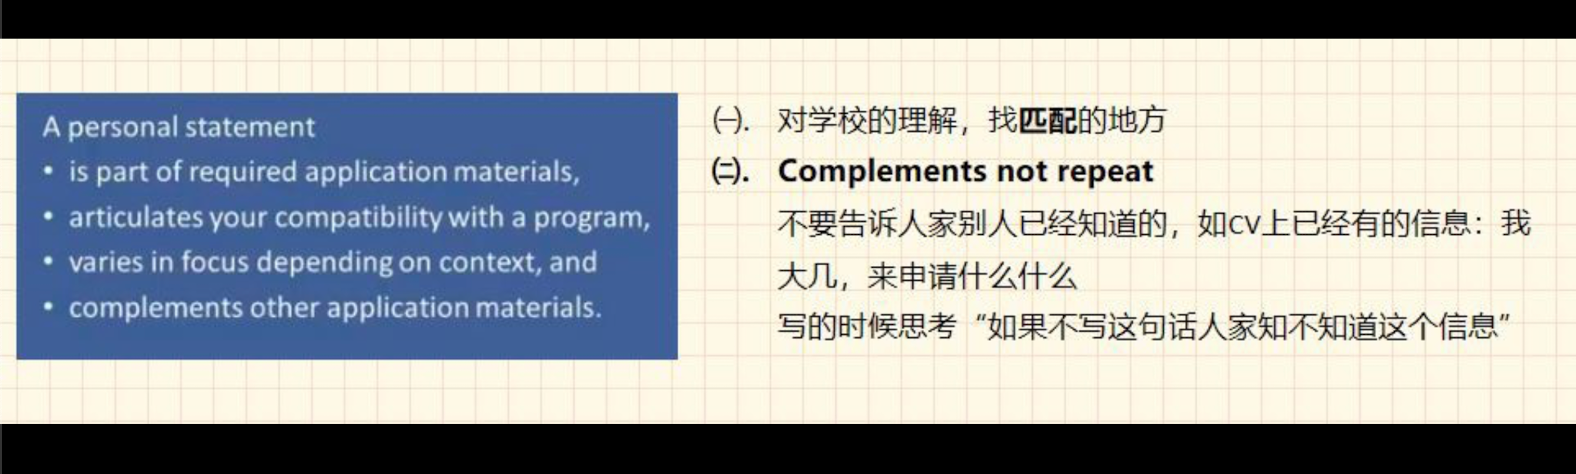 A personal statement
• is part of required application materials,
• articulates your compatibility with a program,
• varies in focus depending on context, and
• complements other application materials.
㈠. 对学校的理解，找匹配的地方
㈡. Complements not repeat
不要告诉人家别人已经知道的，如CV上已经有的信息：我
大几，来申请什么什么
写的时候思考“如果不写这句话人家知不知道这个信息”